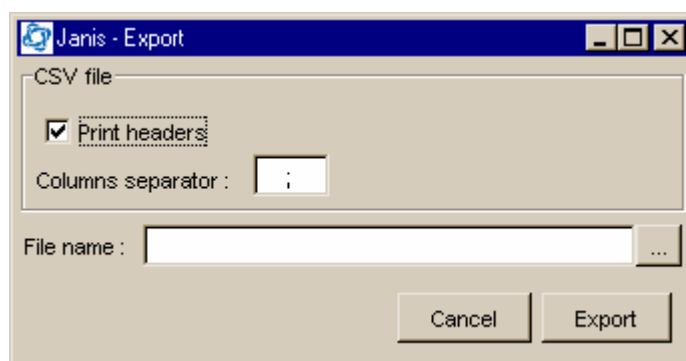 Janis - Export
CSV file
Print headers
Columns separator : ;
File name : ...
Cancel Export